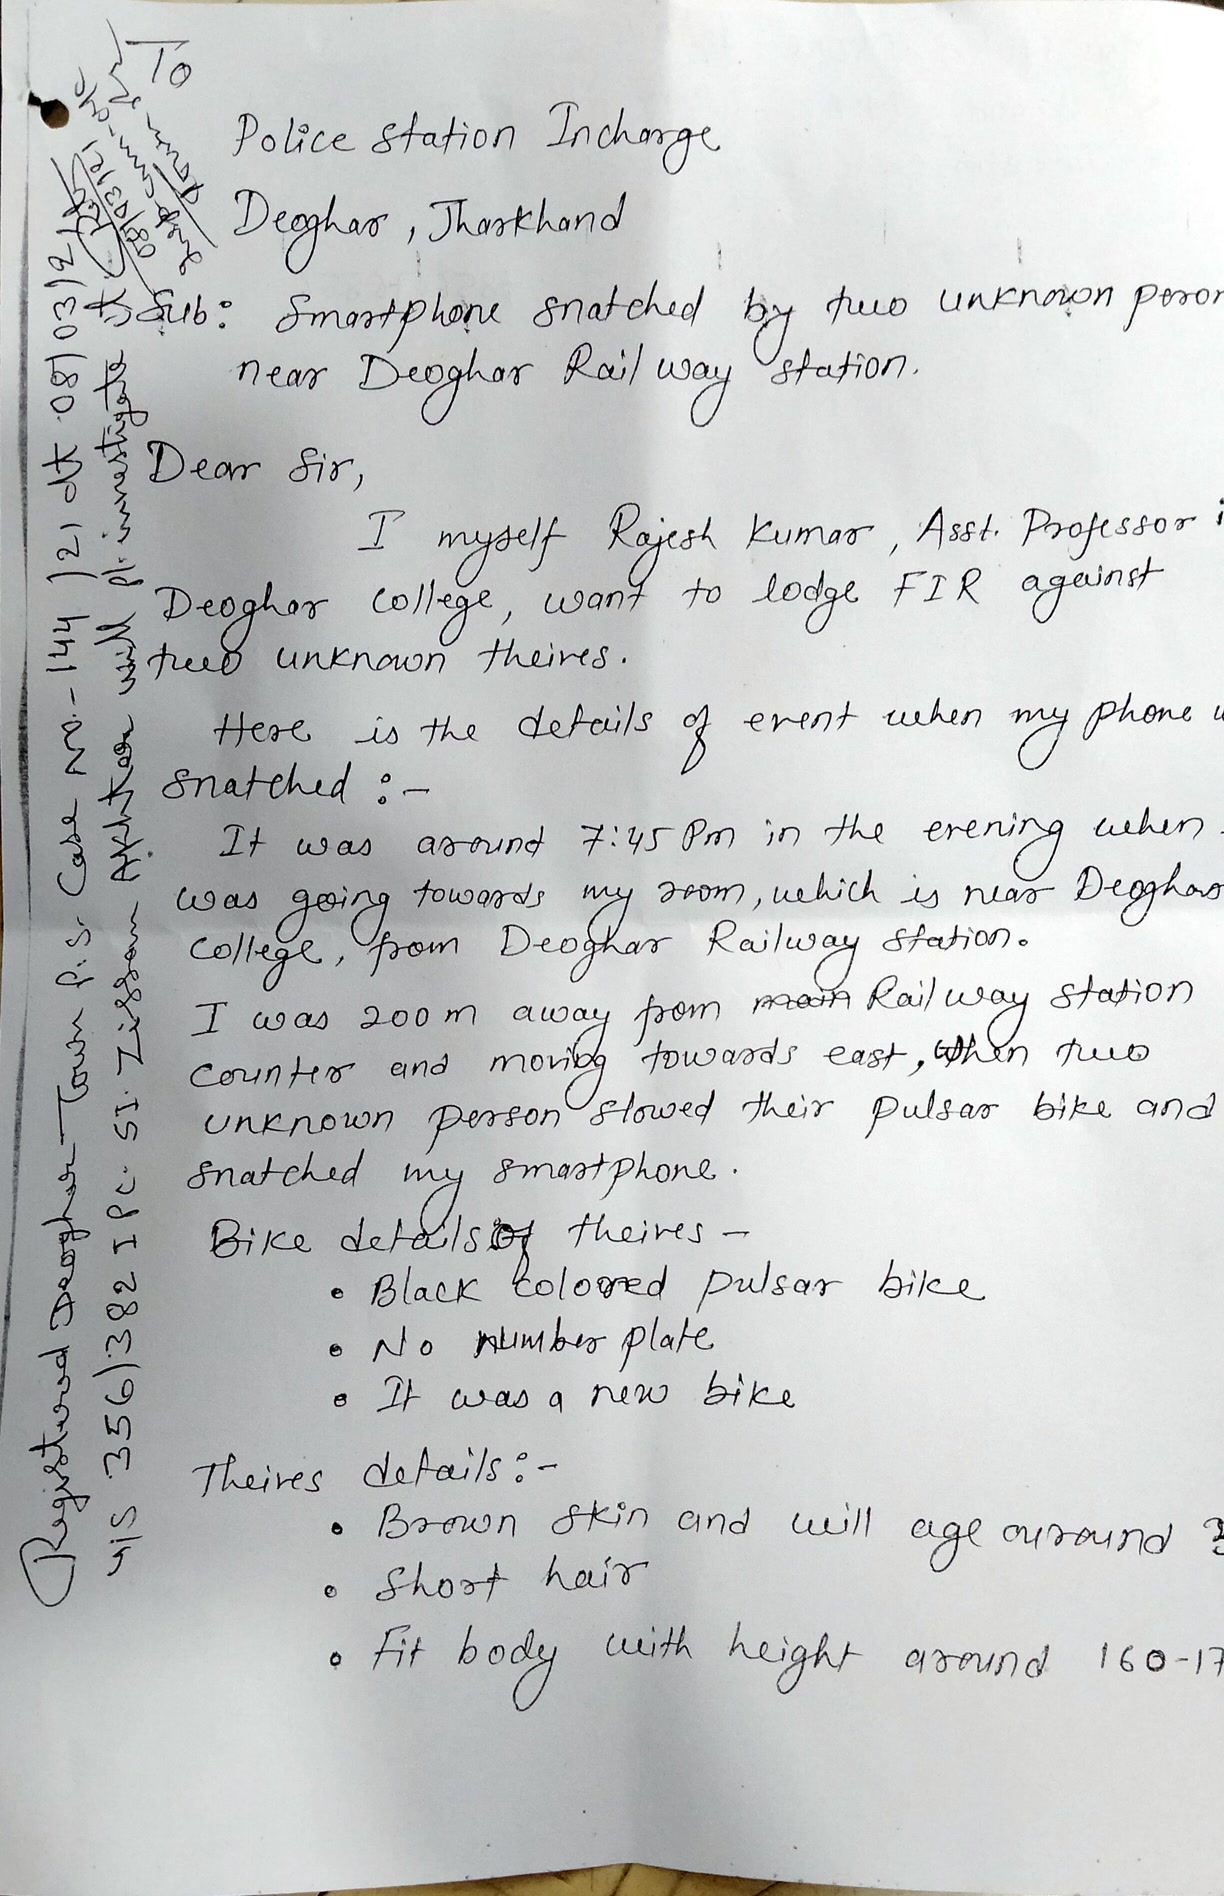 To
Police Station Incharge
Deoghar, Jharkhand
Sub: Smartphone snatched by two unknown peron
near Deoghar Railway station.
Dear Sir,
I myself Rajesh Kumar, Asst. Professor i
Deoghar College, want to lodge FIR against
two unknown theives.
Here is the details of event when my phone w
snatched :-
It was around 7:45 Pm in the evening when
was going towards my room, which is near Deoghar
College, from Deoghar Railway station.
I was 200m away from main Railway station
counter and moving towards east, when two
unknown person slowed their pulsar bike and
snatched my smartphone.
Bike details of theives -
• Black colored pulsar bike
• No number plate
• It was a new bike
Theives details :-
• Brown skin and will age around 3
• Short hair
• Fit body with height around 160-17
Registered Deoghar Town P.S. Case No.-144/21 dt 08/03/21
u/s 356/382 IPC. SI. Zissan Akhtar will pl. investigate it.
08/03/21